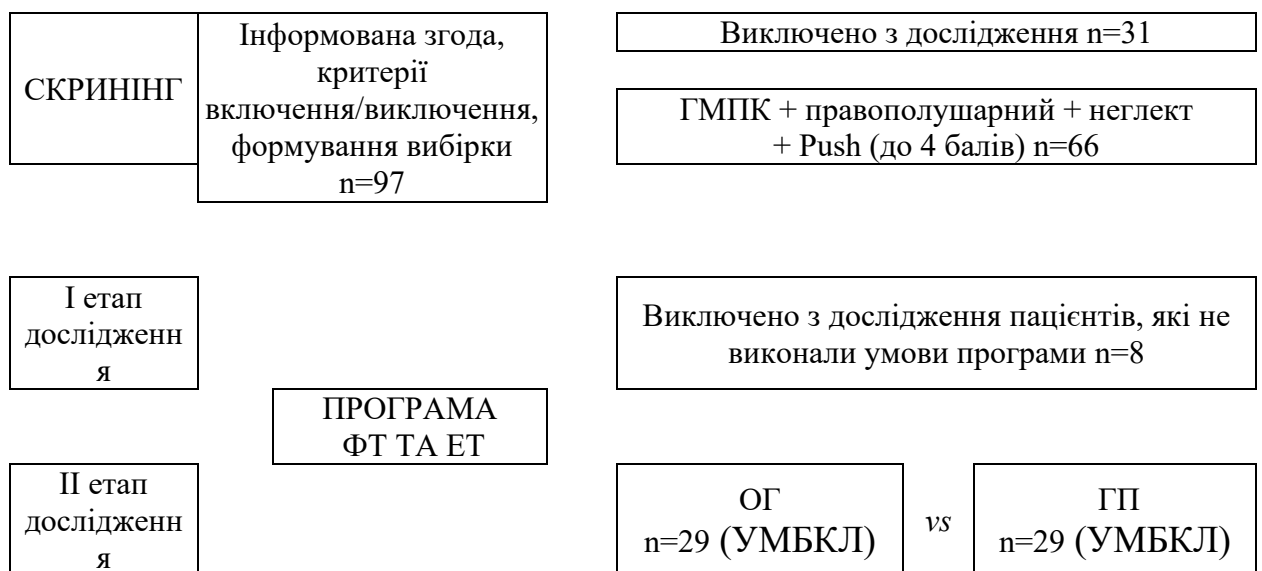 СКРИНІНГ
Інформована згода,
критерії
включення/виключення,
формування вибірки
n=97
Виключено з дослідження n=31
ГМПК + правополушарний + неглект
+ Push (до 4 балів) n=66
І етап
дослідженн
я
Виключено з дослідження пацієнтів, які не
виконали умови програми n=8
ПРОГРАМА
ФТ ТА ЕТ
ІІ етап
дослідженн
я
ОГ
n=29 (УМБКЛ)
vs
ГП
n=29 (УМБКЛ)